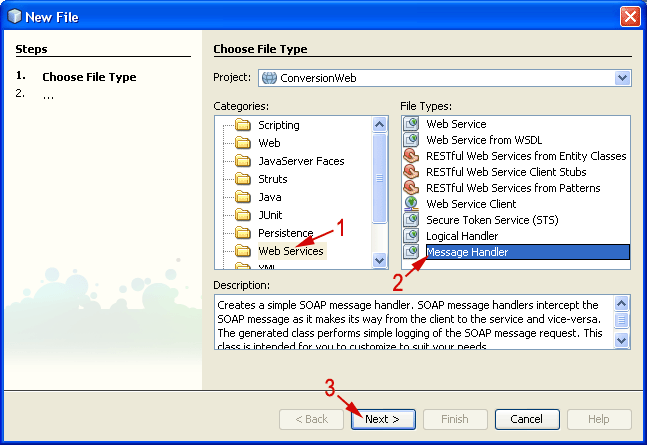 New File
Steps
1. Choose File Type
2. ...
Choose File Type
Project: ConversionWeb
Categories:
Scripting
Web
JavaServer Faces
Struts
Java
JUnit
Persistence
Web Services
XML
1
File Types:
Web Service
Web Service from WSDL
RESTful Web Services from Entity Classes
RESTful Web Service Client Stubs
RESTful Web Services from Patterns
Web Service Client
Secure Token Service (STS)
Logical Handler
Message Handler
2
Description:
Creates a simple SOAP message handler. SOAP message handlers intercept the
SOAP message as it makes its way from the client to the service and vice-versa.
The generated class performs simple logging of the SOAP message request. This
class is intended for you to customize to suit your needs.
3
< Back
Next >
Finish
Cancel
Help